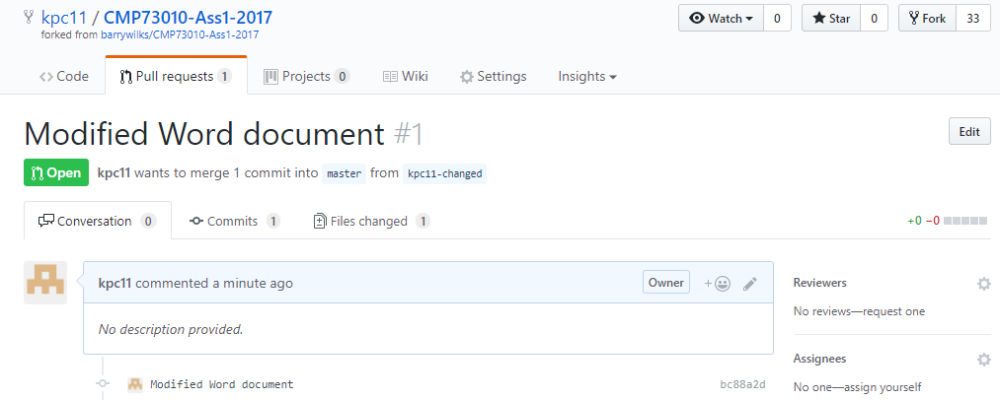 kpc11 / CMP73010-Ass1-2017
Watch 0 Star 0 Fork 33
forked from barrywilks/CMP73010-Ass1-2017
Code Pull requests 1 Projects 0 Wiki Settings Insights
Modified Word document #1
Edit
Open kpc11 wants to merge 1 commit into master from kpc11-changed
Conversation 0 Commits 1 Files changed 1 +0 −0
kpc11 commented a minute ago Owner +
No description provided.
Modified Word document bc88a2d
Reviewers
No reviews—request one
Assignees
No one—assign yourself